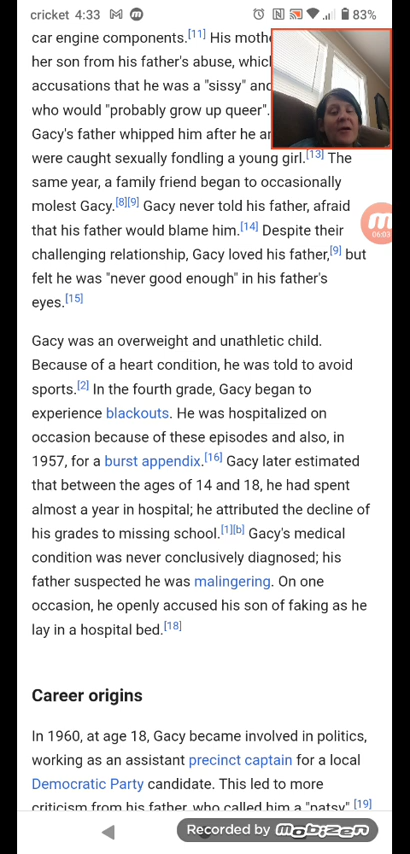 cricket 4:33 M m N 83%
car engine components.[11] His mothe
her son from his father's abuse, whic
accusations that he was a "sissy" and
who would "probably grow up queer".
Gacy's father whipped him after he a
were caught sexually fondling a young girl.[13] The
same year, a family friend began to occasionally
molest Gacy.[8][9] Gacy never told his father, afraid
that his father would blame him.[14] Despite their
challenging relationship, Gacy loved his father,[9] but
felt he was "never good enough" in his father's
eyes.[15]
m
06:03
Gacy was an overweight and unathletic child.
Because of a heart condition, he was told to avoid
sports.[2] In the fourth grade, Gacy began to
experience blackouts. He was hospitalized on
occasion because of these episodes and also, in
1957, for a burst appendix.[16] Gacy later estimated
that between the ages of 14 and 18, he had spent
almost a year in hospital; he attributed the decline of
his grades to missing school.[1][b] Gacy's medical
condition was never conclusively diagnosed; his
father suspected he was malingering. On one
occasion, he openly accused his son of faking as he
lay in a hospital bed.[18]
Career origins
In 1960, at age 18, Gacy became involved in politics,
working as an assistant precinct captain for a local
Democratic Party candidate. This led to more
criticism from his father, who called him a "patsy".[19]
Recorded by mobizen